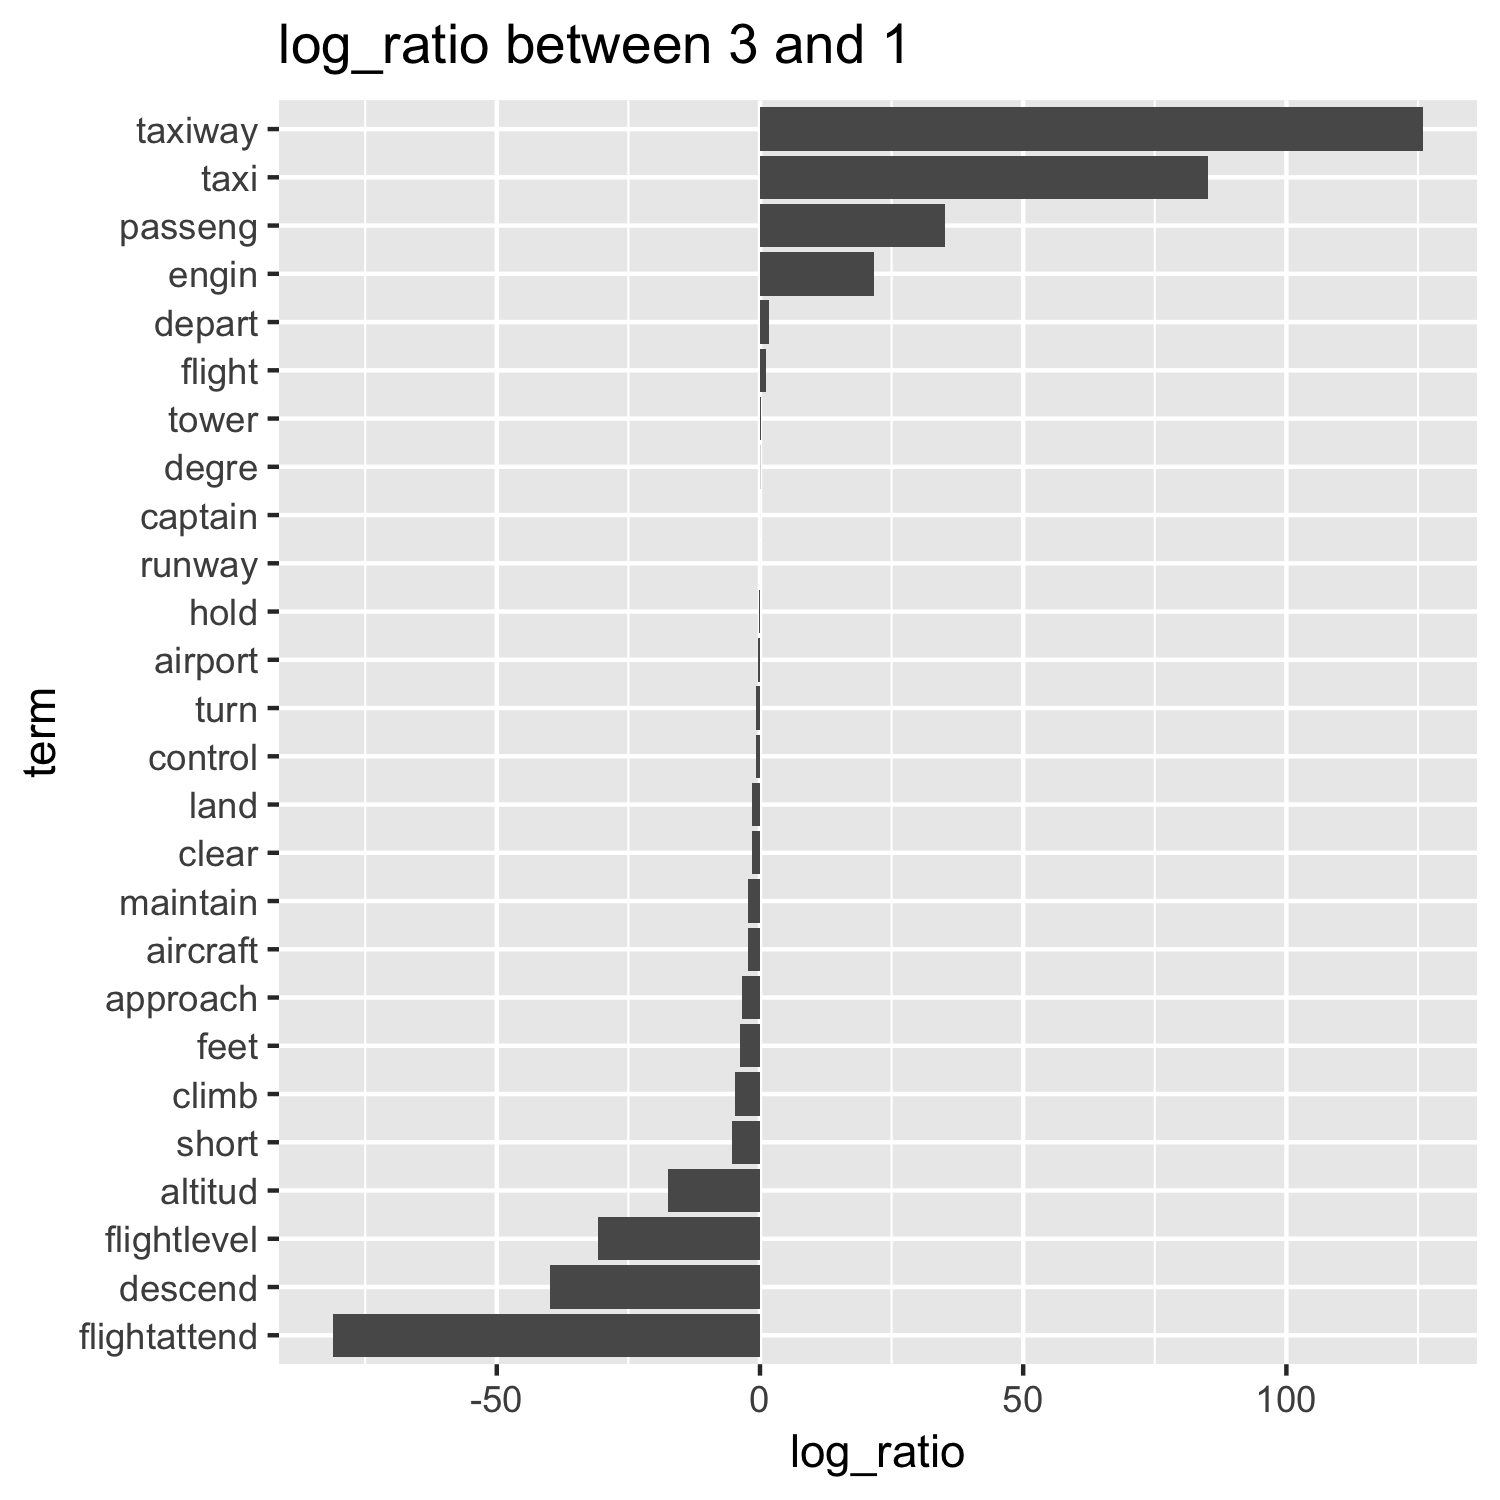 log_ratio between 3 and 1
taxiway
taxi
passeng
engin
depart
flight
tower
degre
captain
runway
hold
airport
turn
control
land
clear
maintain
aircraft
approach
feet
climb
short
altitud
flightlevel
descend
flightattend
term
-50 0 50 100
log_ratio